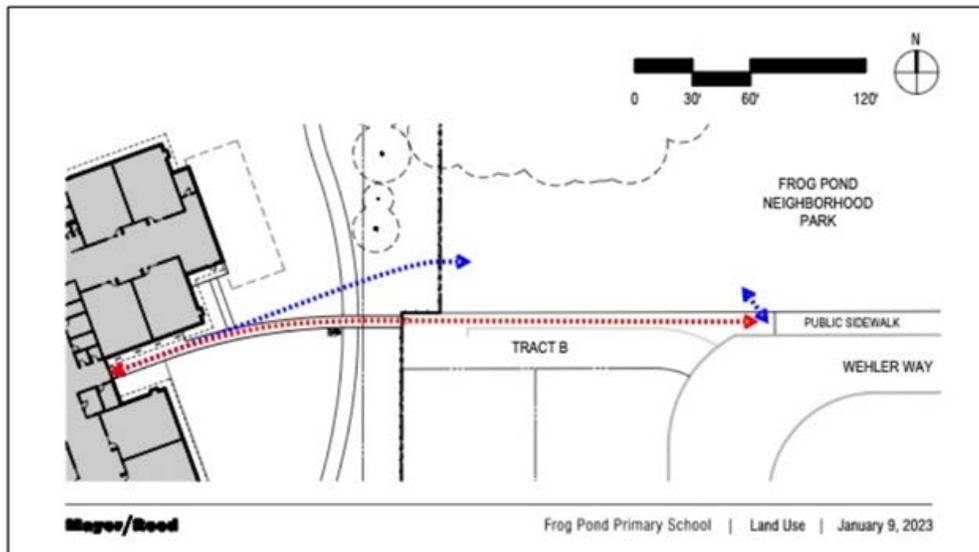 N
0 30' 60' 120'
FROG POND
NEIGHBORHOOD
PARK
PUBLIC SIDEWALK
TRACT B
WEHLER WAY
Mayer/Reed
Frog Pond Primary School | Land Use | January 9, 2023